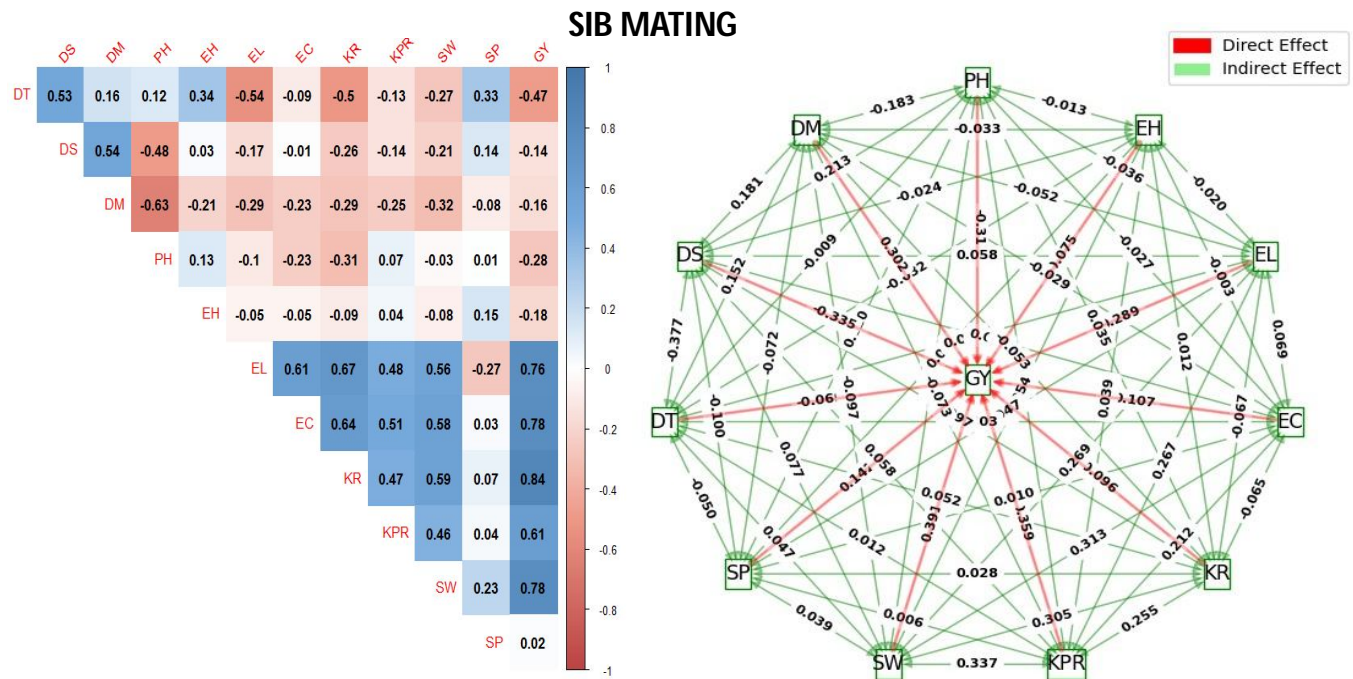 SIB MATING
DS DM PH EH EL EC KR KPR SW SP GY
DT 0.53 0.16 0.12 0.34 -0.54 -0.09 -0.5 -0.13 -0.27 0.33 -0.47
DS 0.54 -0.48 0.03 -0.17 -0.01 -0.26 -0.14 -0.21 0.14 -0.14
DM -0.63 -0.21 -0.29 -0.23 -0.29 -0.25 -0.32 -0.08 -0.16
PH 0.13 -0.1 -0.23 -0.31 0.07 -0.03 0.01 -0.28
EH -0.05 -0.05 -0.09 0.04 -0.08 0.15 -0.18
EL 0.61 0.67 0.48 0.56 -0.27 0.76
EC 0.64 0.51 0.58 0.03 0.78
KR 0.47 0.59 0.07 0.84
KPR 0.46 0.04 0.61
SW 0.23 0.78
SP 0.02
1
0.8
0.6
0.4
0.2
0
-0.2
-0.4
-0.6
-0.8
-1
Direct Effect
Indirect Effect
PH
-0.183 -0.013
DM -0.033 EH
0.213 -0.036
0.181 -0.024 -0.052 -0.020
DS -0.009 0.058 -0.027 EL
0.152 0.302 -0.029 -0.003
-0.377 -0.335 0.035 0.069
-0.072 -0.053 0.012
DT -0.073 GY 0.039 EC
-0.100 -0.097 -0.067
0.077 0.058 0.269 0.267
-0.050 0.052 0.010 -0.065
0.047 0.391 0.212
0.012 0.313
SP 0.028 KR
0.039 0.006 0.305 0.255
SW 0.337 KPR